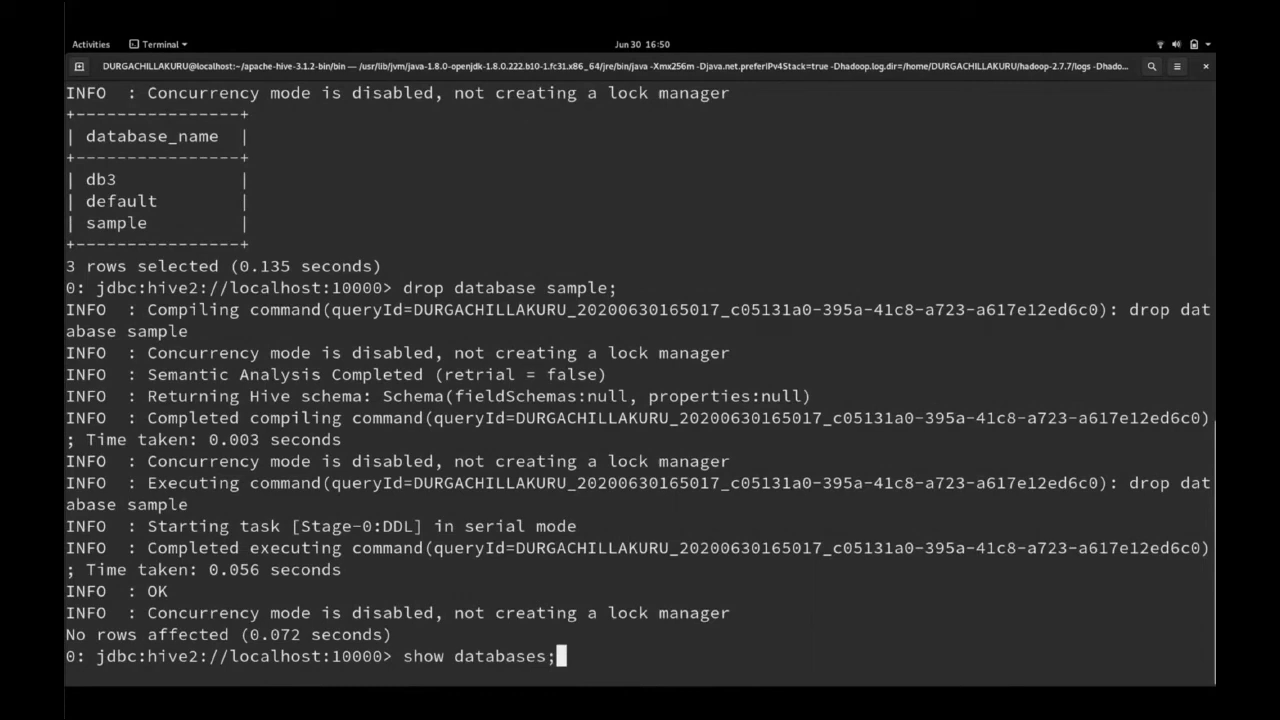 Activities Terminal Jun 30 16:50
DURGACHILLAKURU@localhost:~/apache-hive-3.1.2-bin/bin — /usr/lib/jvm/java-1.8.0-openjdk-1.8.0.222.b10-1.fc31.x86_64/jre/bin/java -Xmx256m -Djava.net.preferIPv4Stack=true -Dhadoop.log.dir=/home/DURGACHILLAKURU/hadoop-2.7.7/logs -Dhado...
INFO  : Concurrency mode is disabled, not creating a lock manager
+----------------+
| database_name  |
+----------------+
| db3            |
| default        |
| sample         |
+----------------+
3 rows selected (0.135 seconds)
0: jdbc:hive2://localhost:10000> drop database sample;
INFO  : Compiling command(queryId=DURGACHILLAKURU_20200630165017_c05131a0-395a-41c8-a723-a617e12ed6c0): drop dat
abase sample
INFO  : Concurrency mode is disabled, not creating a lock manager
INFO  : Semantic Analysis Completed (retrial = false)
INFO  : Returning Hive schema: Schema(fieldSchemas:null, properties:null)
INFO  : Completed compiling command(queryId=DURGACHILLAKURU_20200630165017_c05131a0-395a-41c8-a723-a617e12ed6c0)
; Time taken: 0.003 seconds
INFO  : Concurrency mode is disabled, not creating a lock manager
INFO  : Executing command(queryId=DURGACHILLAKURU_20200630165017_c05131a0-395a-41c8-a723-a617e12ed6c0): drop dat
abase sample
INFO  : Starting task [Stage-0:DDL] in serial mode
INFO  : Completed executing command(queryId=DURGACHILLAKURU_20200630165017_c05131a0-395a-41c8-a723-a617e12ed6c0)
; Time taken: 0.056 seconds
INFO  : OK
INFO  : Concurrency mode is disabled, not creating a lock manager
No rows affected (0.072 seconds)
0: jdbc:hive2://localhost:10000> show databases;